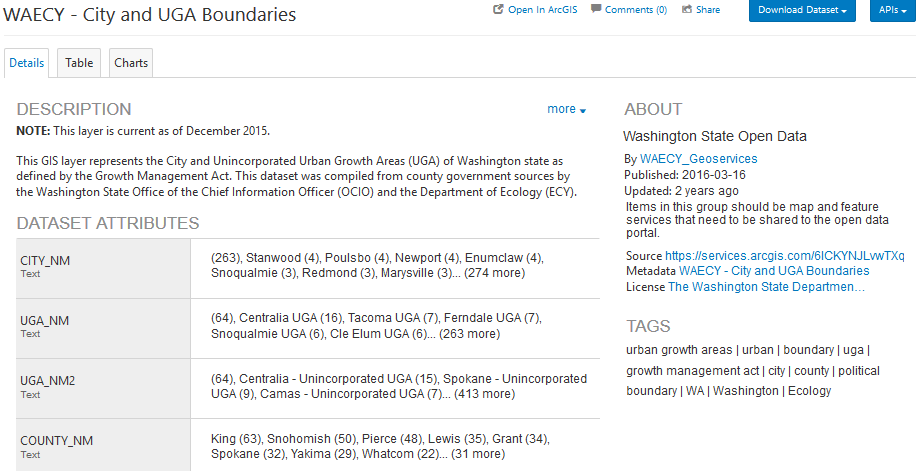 WAECY - City and UGA Boundaries
Open In ArcGIS
Comments (0)
Share
Download Dataset
APIs
Details
Table
Charts
DESCRIPTION
more
NOTE: This layer is current as of December 2015.
This GIS layer represents the City and Unincorporated Urban Growth Areas (UGA) of Washington state as
defined by the Growth Management Act. This dataset was compiled from county government sources by
the Washington State Office of the Chief Information Officer (OCIO) and the Department of Ecology (ECY).
DATASET ATTRIBUTES
CITY_NM
Text
(263), Stanwood (4), Poulsbo (4), Newport (4), Enumclaw (4),
Snoqualmie (3), Redmond (3), Marysville (3)... (274 more)
UGA_NM
Text
(64), Centralia UGA (16), Tacoma UGA (7), Ferndale UGA (7),
Snoqualmie UGA (6), Cle Elum UGA (6)... (263 more)
UGA_NM2
Text
(64), Centralia - Unincorporated UGA (15), Spokane - Unincorporated
UGA (9), Camas - Unincorporated UGA (7)... (413 more)
COUNTY_NM
Text
King (63), Snohomish (50), Pierce (48), Lewis (35), Grant (34),
Spokane (32), Yakima (29), Whatcom (22)... (31 more)
ABOUT
Washington State Open Data
By WAECY_Geoservices
Published: 2016-03-16
Updated: 2 years ago
Items in this group should be map and feature
services that need to be shared to the open data
portal.
Source https://services.arcgis.com/6lCKYNJLvwTXq
Metadata WAECY - City and UGA Boundaries
License The Washington State Departmen…
TAGS
urban growth areas | urban | boundary | uga |
growth management act | city | county | political
boundary | WA | Washington | Ecology